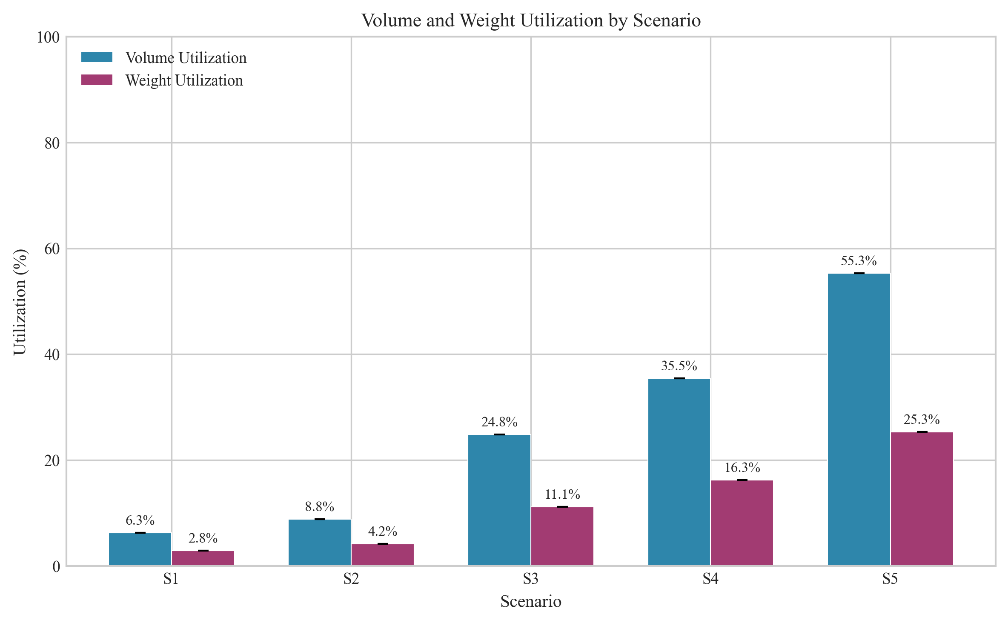 Volume and Weight Utilization by Scenario
100
80
60
40
20
0
Utilization (%)
Volume Utilization
Weight Utilization
6.3%
2.8%
8.8%
4.2%
24.8%
11.1%
35.5%
16.3%
55.3%
25.3%
S1
S2
S3
S4
S5
Scenario